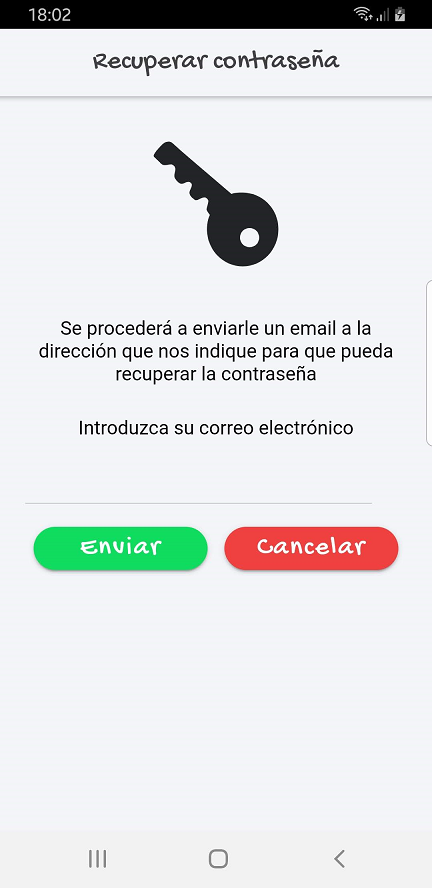 18:02
Recuperar contraseña
Se procederá a enviarle un email a la
dirección que nos indique para que pueda
recuperar la contraseña
Introduzca su correo electrónico
Enviar
Cancelar